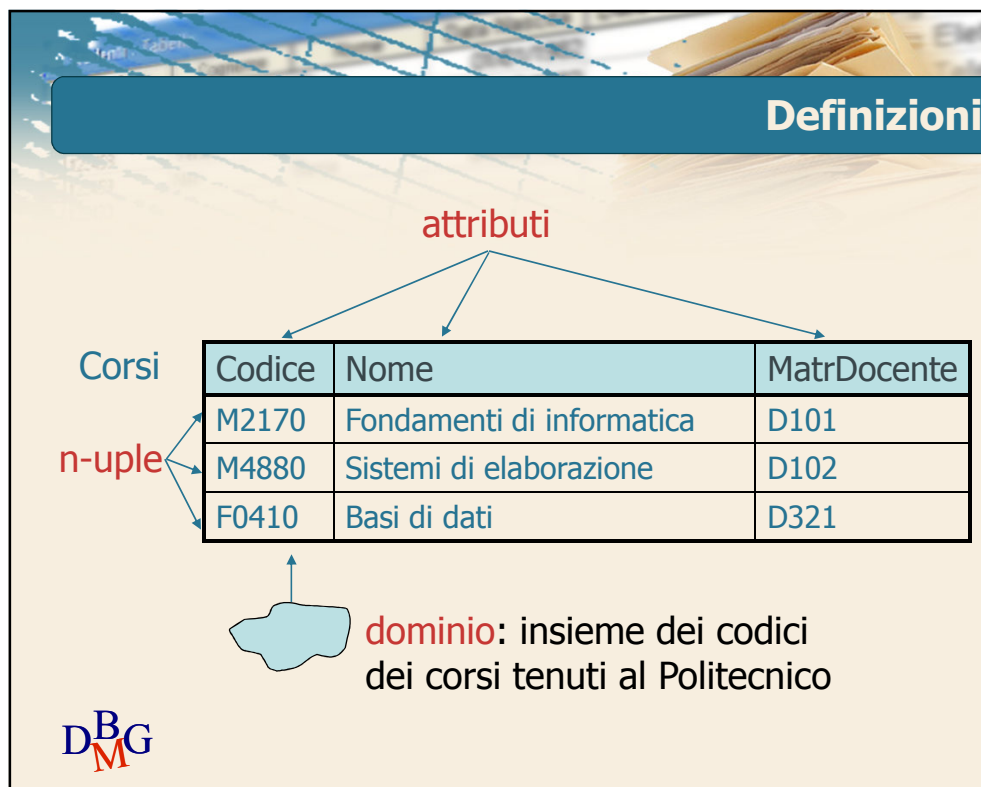 Definizioni
attributi
Corsi
Codice Nome MatrDocente
M2170 Fondamenti di informatica D101
n-uple
M4880 Sistemi di elaborazione D102
F0410 Basi di dati D321
dominio: insieme dei codici
dei corsi tenuti al Politecnico
DBMG